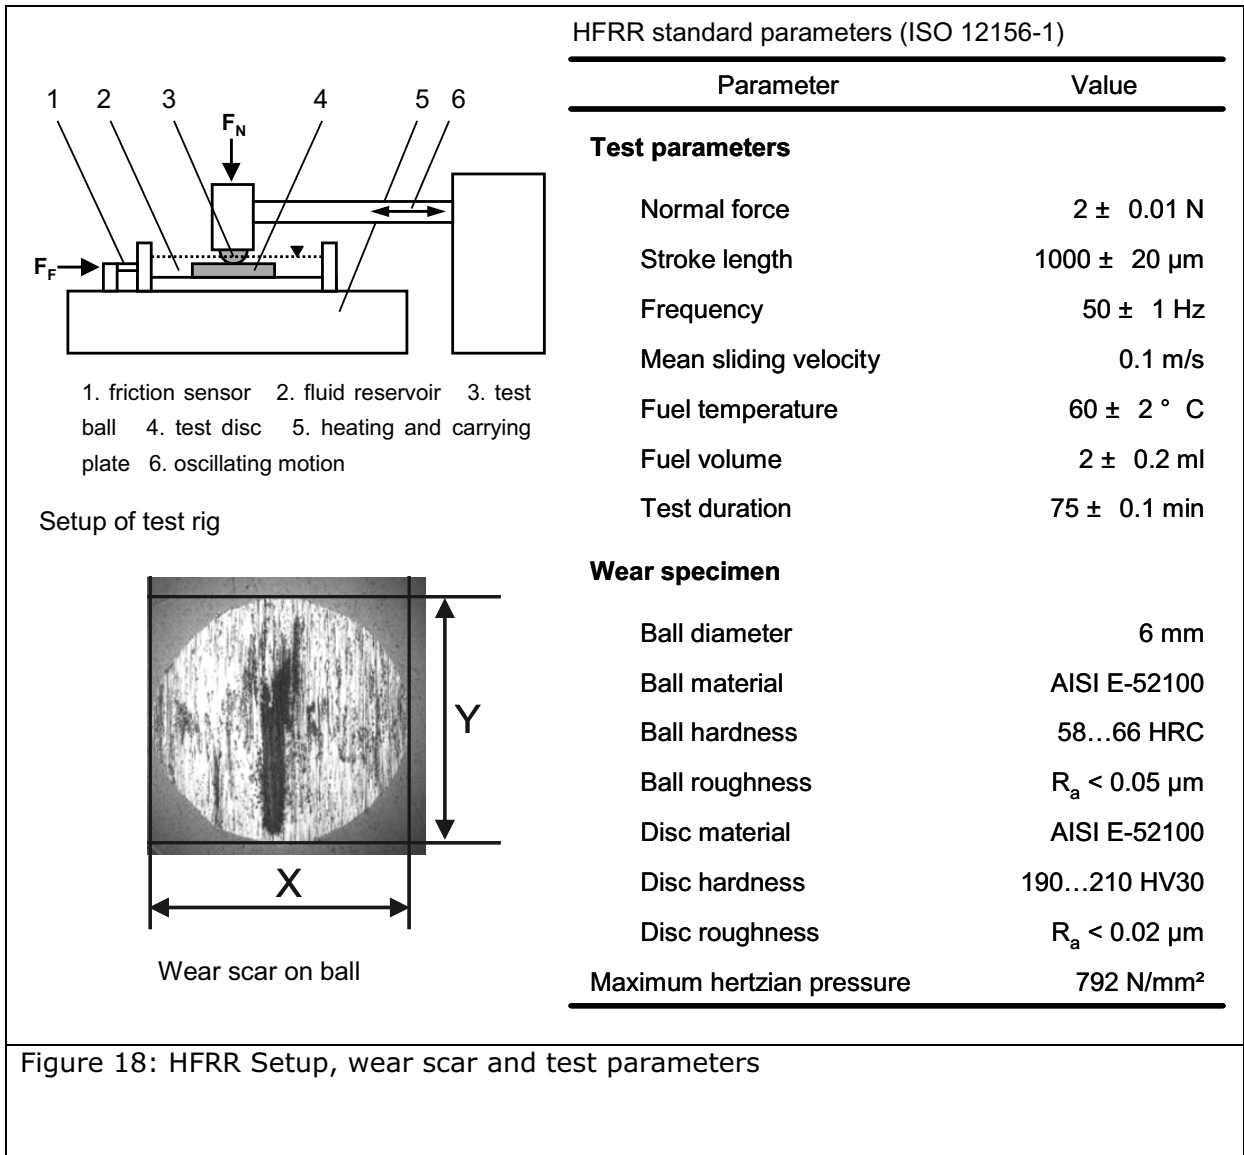 HFRR standard parameters (ISO 12156-1)
Parameter Value
1 2 3 4 5 6
F_N
F_F
1. friction sensor 2. fluid reservoir 3. test
ball 4. test disc 5. heating and carrying
plate 6. oscillating motion
Setup of test rig
Y
X
Wear scar on ball
Test parameters
Normal force 2 ± 0.01 N
Stroke length 1000 ± 20 µm
Frequency 50 ± 1 Hz
Mean sliding velocity 0.1 m/s
Fuel temperature 60 ± 2 ° C
Fuel volume 2 ± 0.2 ml
Test duration 75 ± 0.1 min
Wear specimen
Ball diameter 6 mm
Ball material AISI E-52100
Ball hardness 58…66 HRC
Ball roughness R_a < 0.05 µm
Disc material AISI E-52100
Disc hardness 190…210 HV30
Disc roughness R_a < 0.02 µm
Maximum hertzian pressure 792 N/mm²
Figure 18: HFRR Setup, wear scar and test parameters